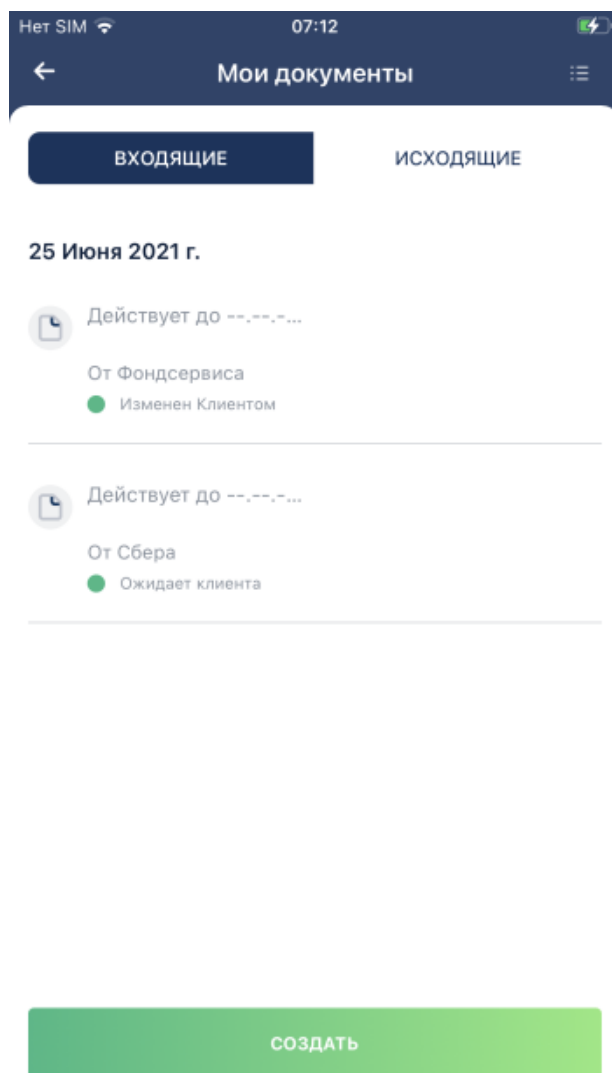 Нет SIM 07:12
Мои документы
ВХОДЯЩИЕ ИСХОДЯЩИЕ
25 Июня 2021 г.
Действует до --.--.-...
От Фондсервиса
Изменен Клиентом
Действует до --.--.-...
От Сбера
Ожидает клиента
СОЗДАТЬ